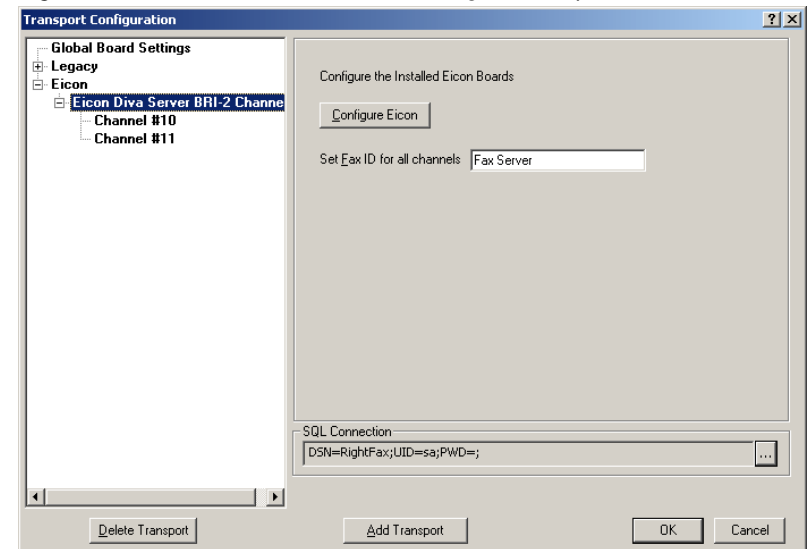 Transport Configuration
Global Board Settings
Legacy
Eicon
Eicon Diva Server BRI-2 Channe
Channel #10
Channel #11
Configure the Installed Eicon Boards
Configure Eicon
Set Fax ID for all channels Fax Server
SQL Connection
DSN=RightFax;UID=sa;PWD=;
...
Delete Transport Add Transport OK Cancel